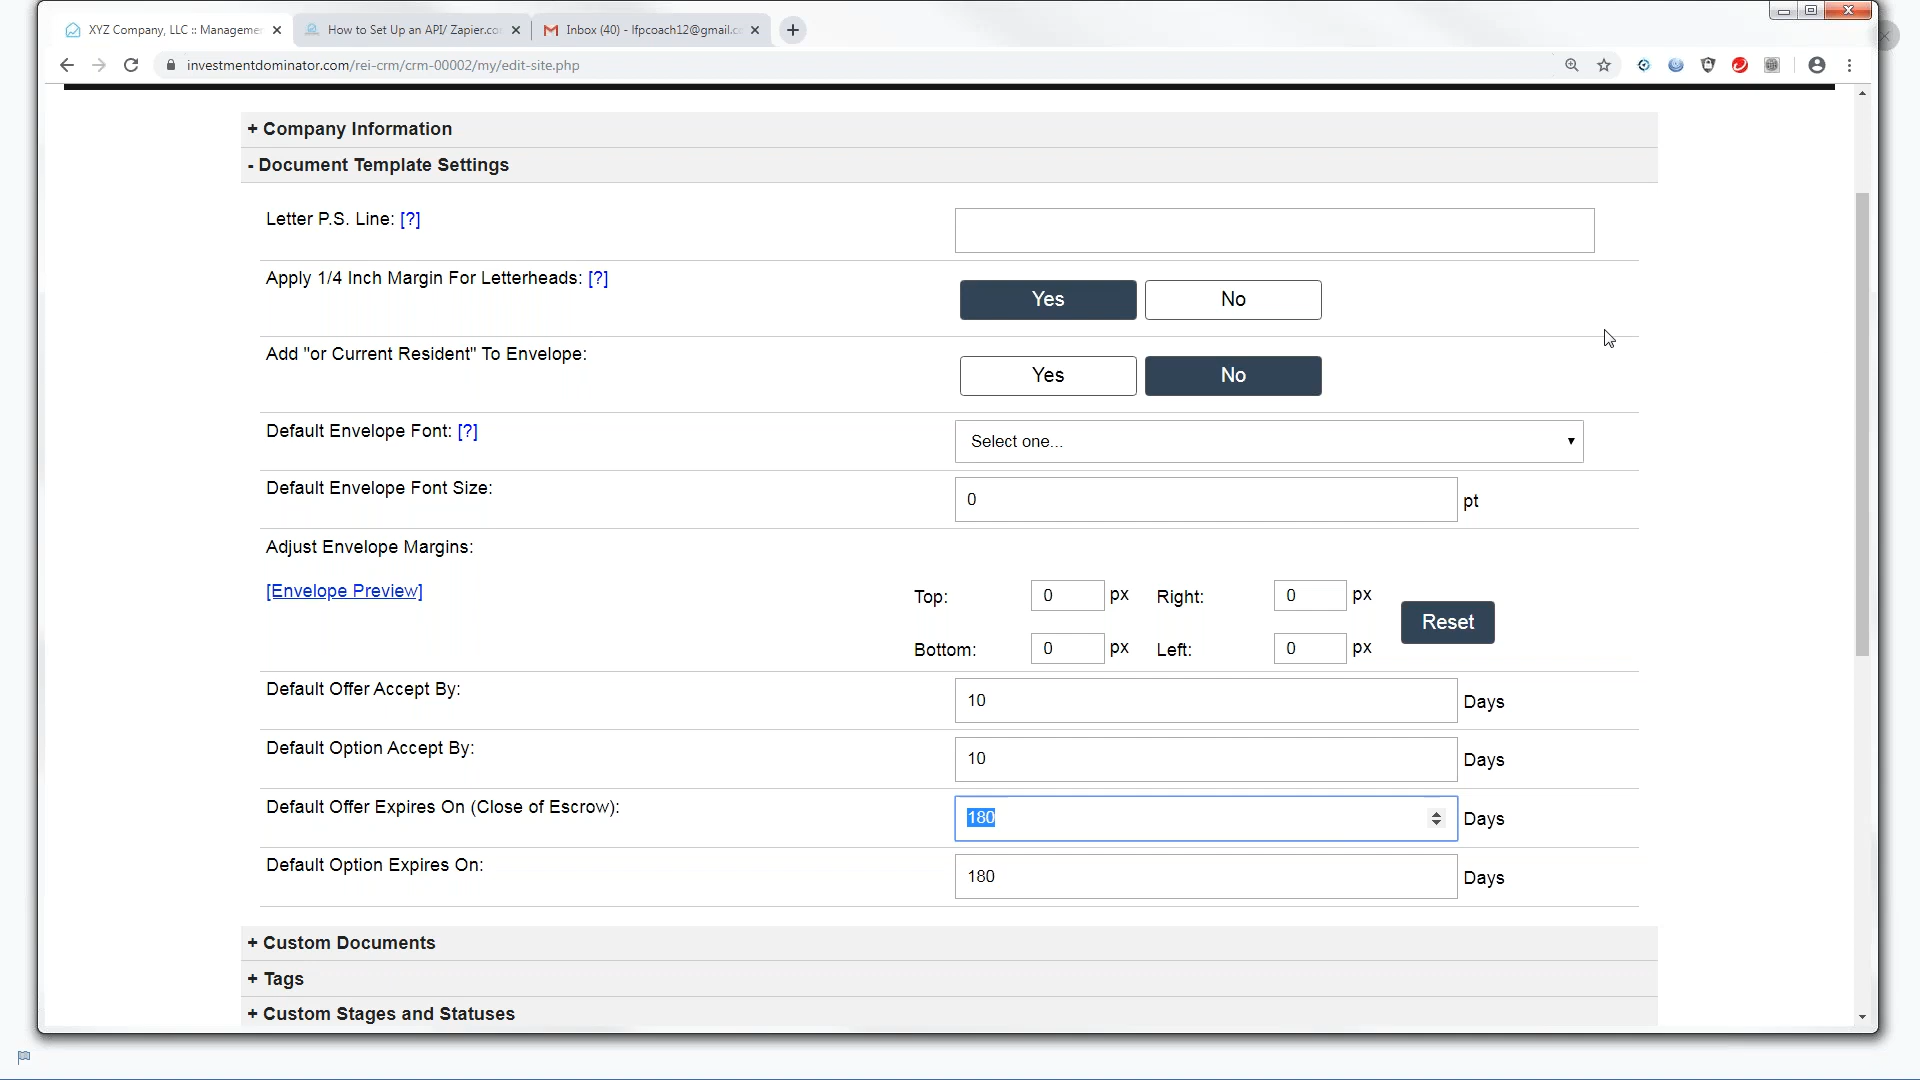 XYZ Company, LLC :: Manageme
How to Set Up an API/ Zapier.co
Inbox (40) - lfpcoach12@gmail.c
investmentdominator.com/rei-crm/crm-00002/my/edit-site.php
+ Company Information
- Document Template Settings
Letter P.S. Line: [?]
Apply 1/4 Inch Margin For Letterheads: [?]
Yes No
Add "or Current Resident" To Envelope:
Yes No
Default Envelope Font: [?]
Select one...
Default Envelope Font Size:
0 pt
Adjust Envelope Margins:
[Envelope Preview]
Top: 0 px Right: 0 px
Reset
Bottom: 0 px Left: 0 px
Default Offer Accept By:
10 Days
Default Option Accept By:
10 Days
Default Offer Expires On (Close of Escrow):
180 Days
Default Option Expires On:
180 Days
+ Custom Documents
+ Tags
+ Custom Stages and Statuses